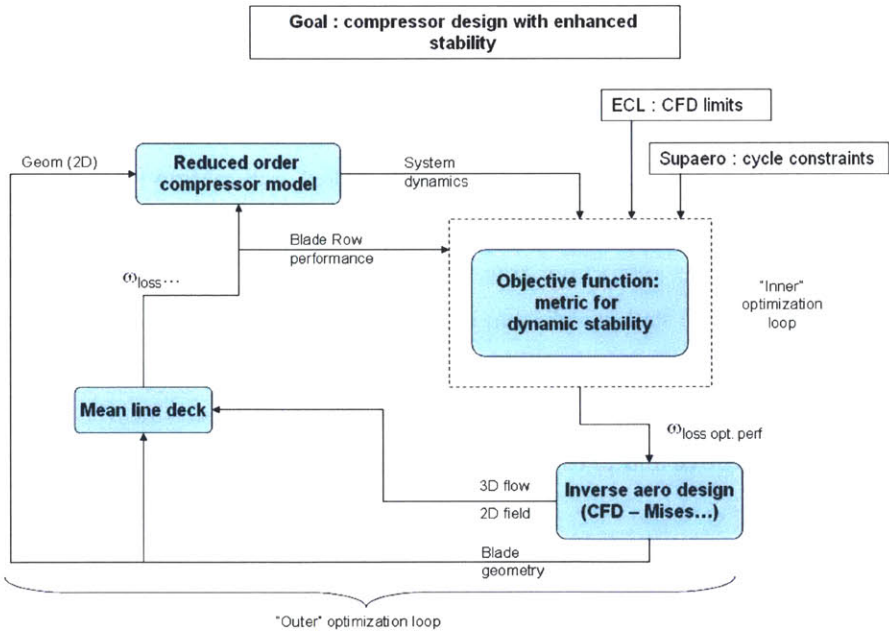 Goal : compressor design with enhanced
stability
ECL : CFD limits
Supaero : cycle constraints
Geom (2D)
Reduced order
compressor model
System
dynamics
Blade Row
performance
ωloss...
Objective function:
metric for
dynamic stability
"Inner"
optimization
loop
Mean line deck
ωloss opt. perf
3D flow
2D field
Inverse aero design
(CFD – Mises...)
Blade
geometry
"Outer" optimization loop